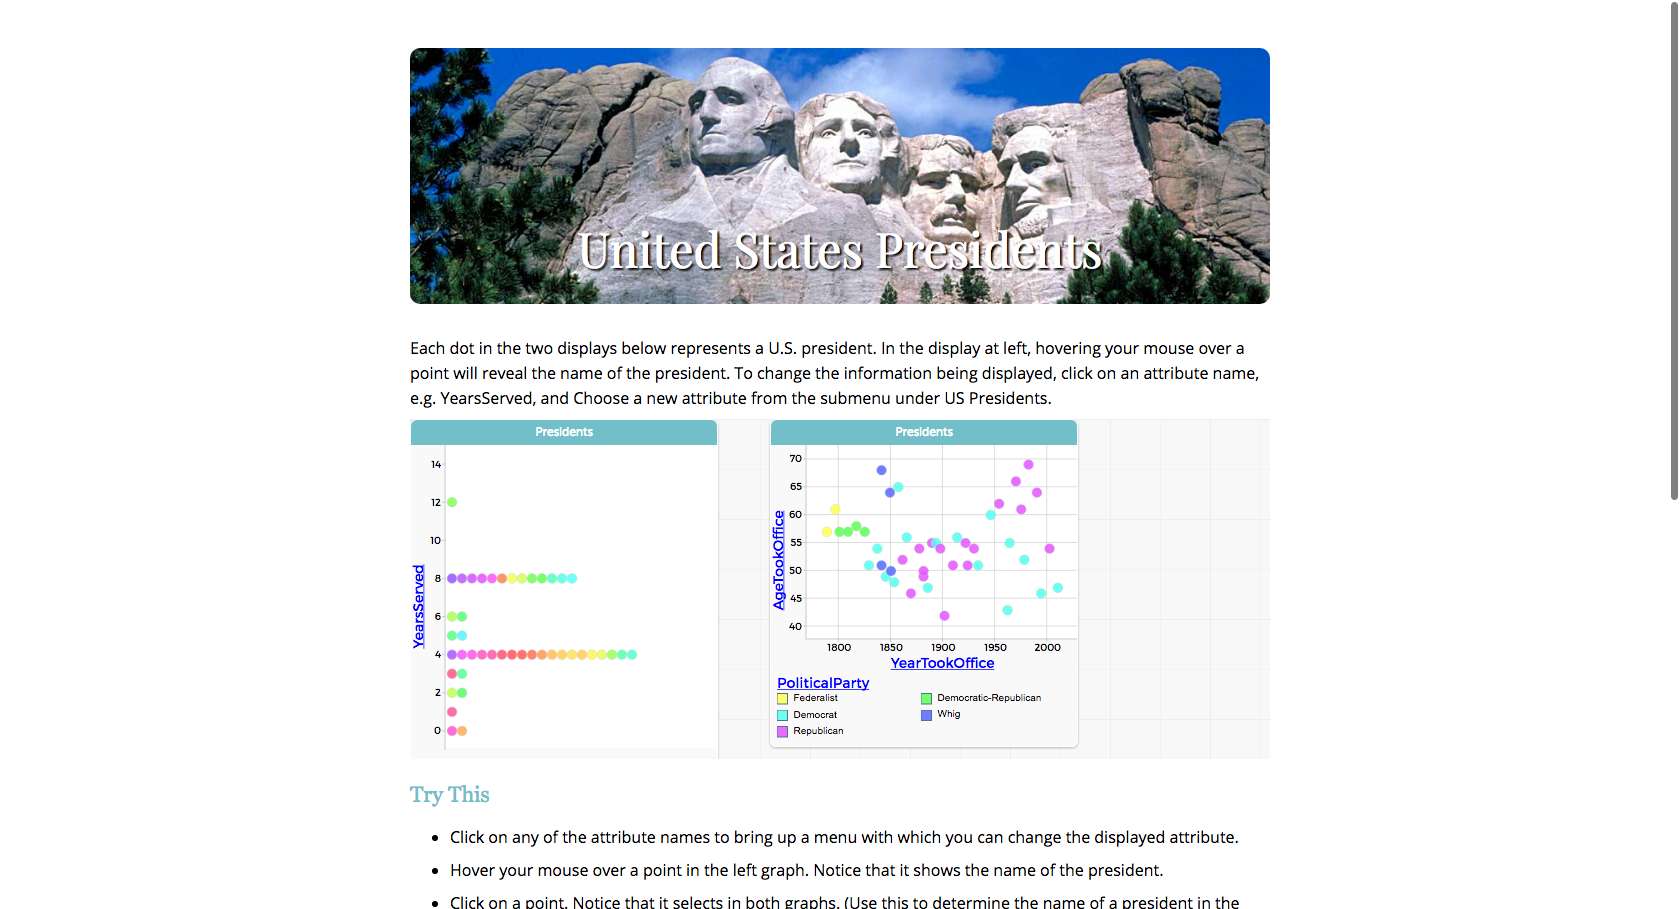 United States Presidents
Each dot in the two displays below represents a U.S. president. In the display at left, hovering your mouse over a
point will reveal the name of the president. To change the information being displayed, click on an attribute name,
e.g. YearsServed, and Choose a new attribute from the submenu under US Presidents.
Presidents
14
12
10
8
6
4
2
0
YearsServed
Presidents
70
65
60
55
50
45
40
AgeTookOffice
1800 1850 1900 1950 2000
YearTookOffice
PoliticalParty
Federalist Democratic-Republican
Democrat Whig
Republican
Try This
• Click on any of the attribute names to bring up a menu with which you can change the displayed attribute.
• Hover your mouse over a point in the left graph. Notice that it shows the name of the president.
• Click on a point. Notice that it selects in both graphs. (Use this to determine the name of a president in the